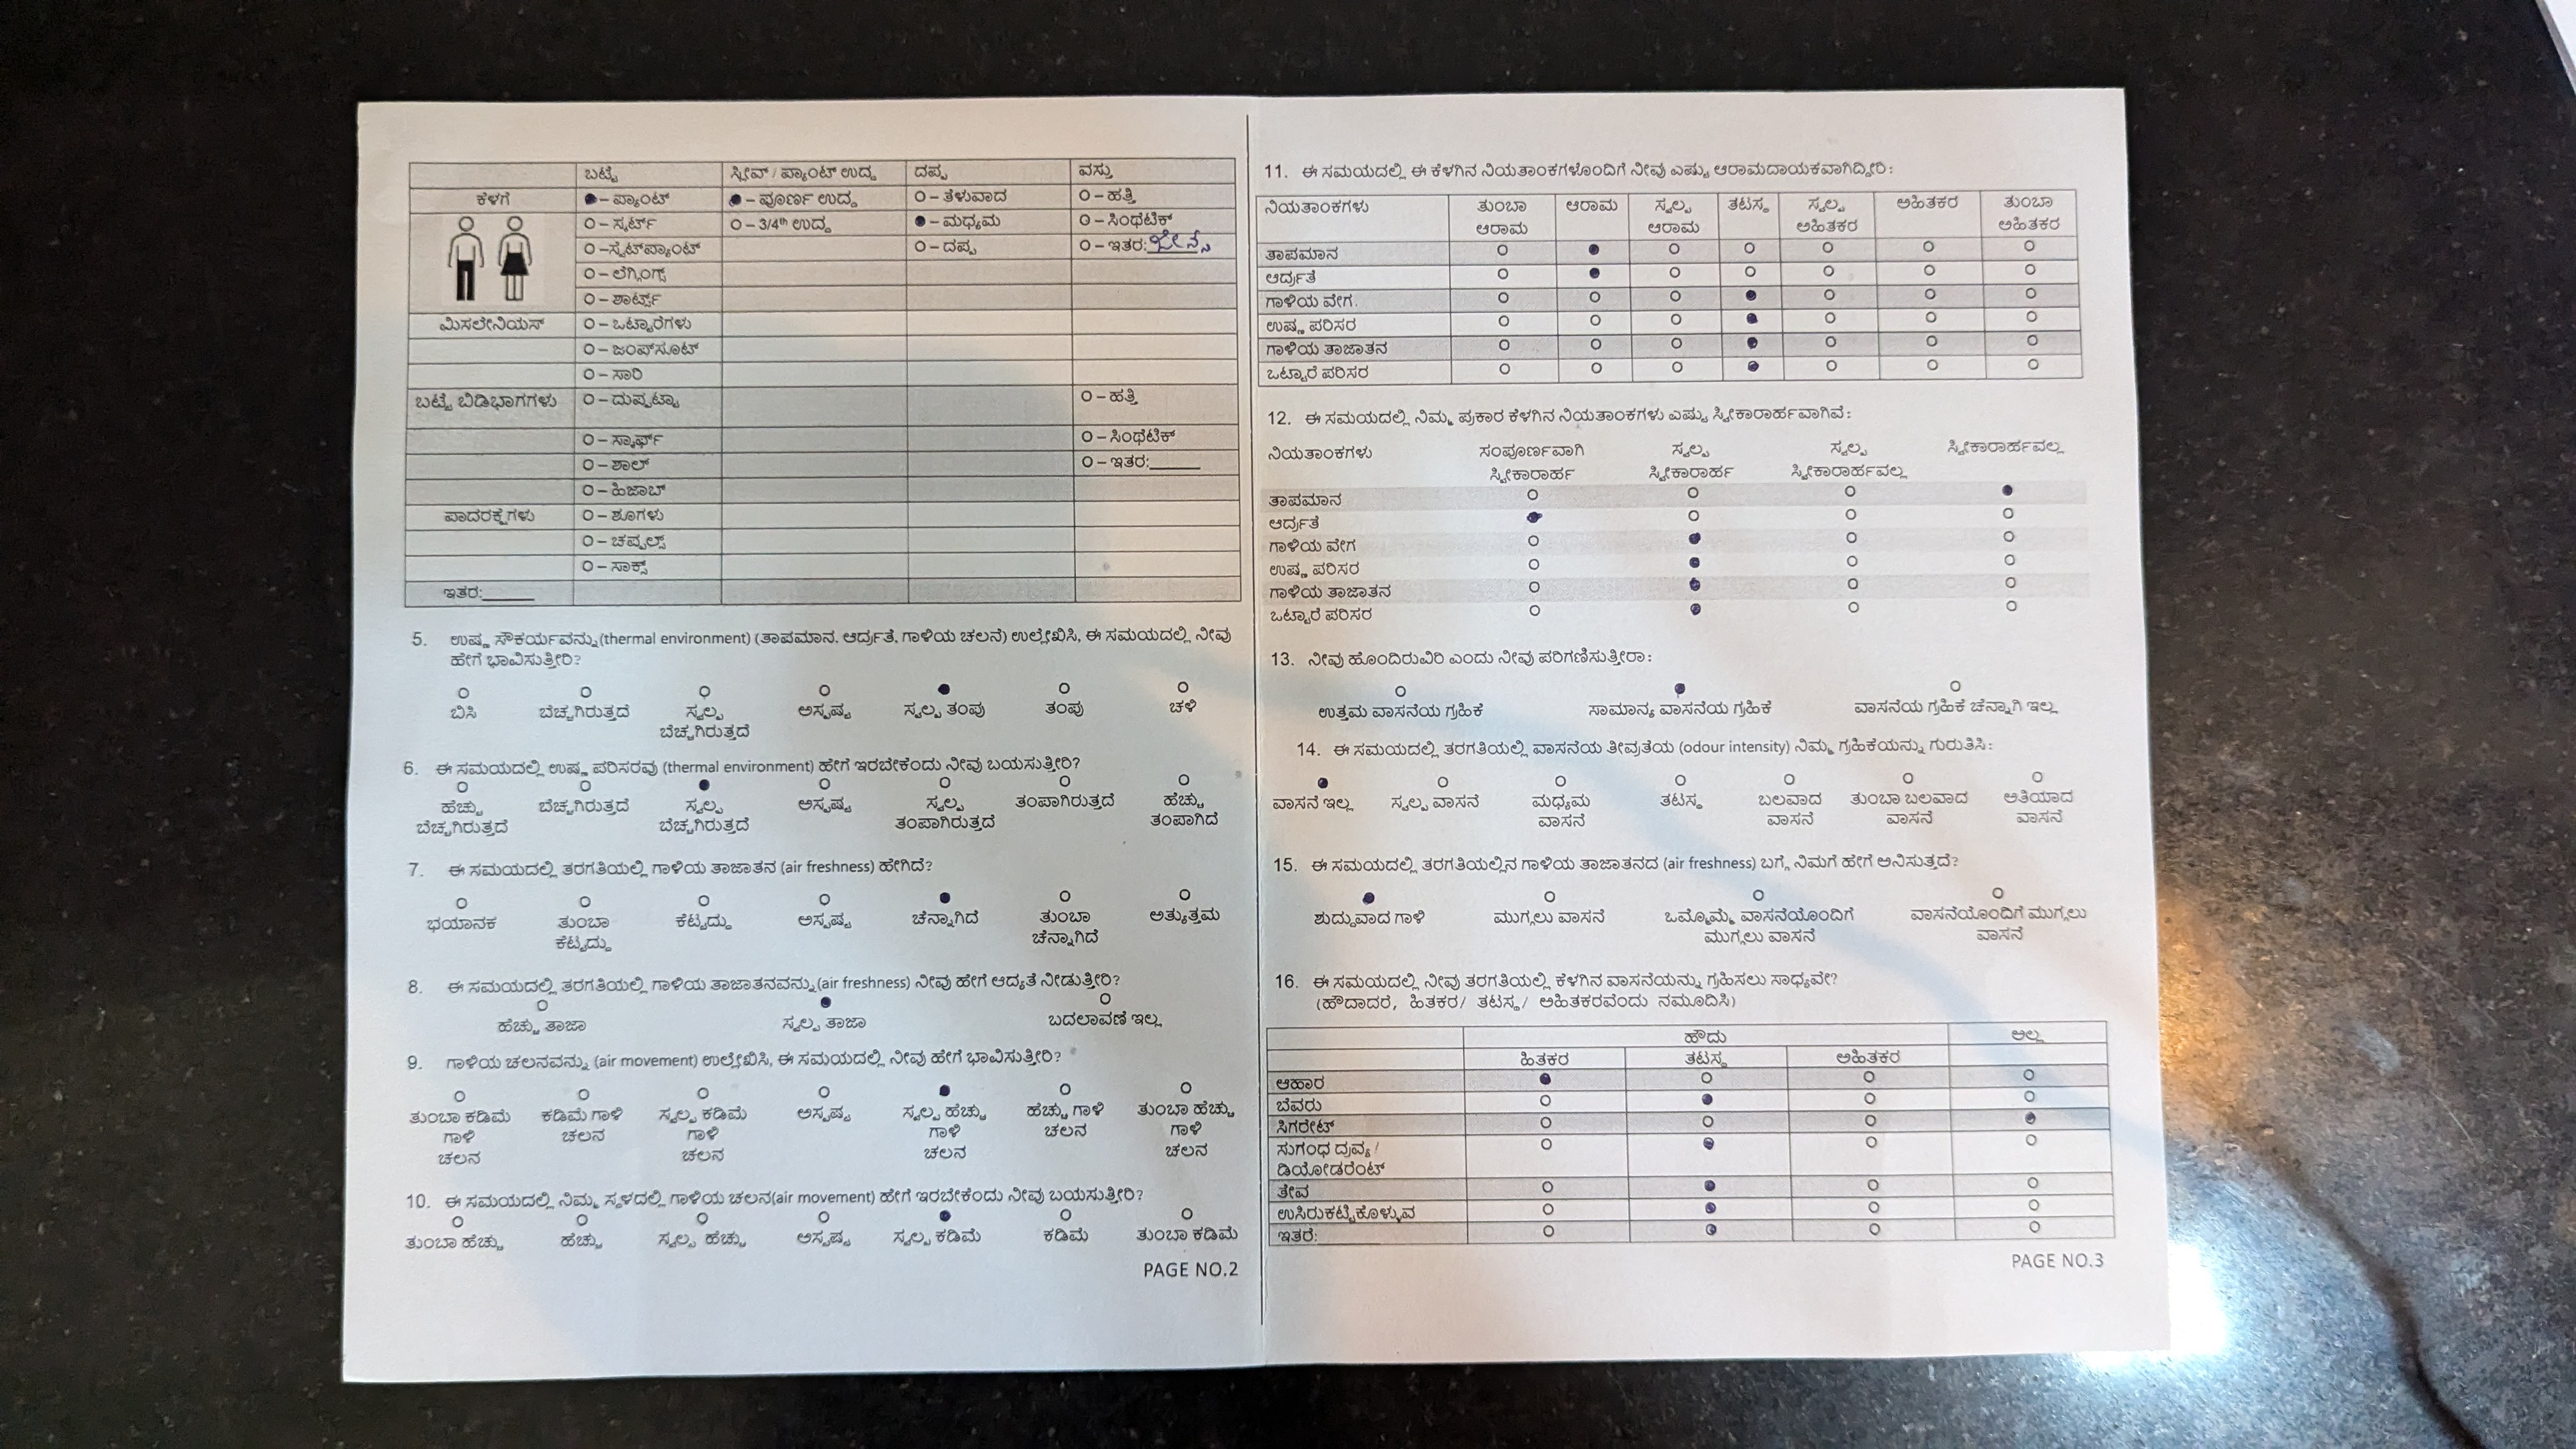 ಬಟ್ಟೆ ಸ್ಲೀವ್ / ಪ್ಯಾಂಟ್ ಉದ್ದ ದಪ್ಪ ವಸ್ತು
ಕೆಳಗೆ ●– ಪ್ಯಾಂಟ್ ●– ಪೂರ್ಣ ಉದ್ದ O – ತೆಳುವಾದ O – ಹತ್ತಿ
O – ಸ್ಕರ್ಟ್ O – 3/4th ಉದ್ದ ●– ಮಧ್ಯಮ O – ಸಿಂಥೆಟಿಕ್
O –ಸ್ವೆಟ್‌ಪ್ಯಾಂಟ್ O – ದಪ್ಪ O – ಇತರ: ಜೀನ್ಸ್
O – ಲೆಗ್ಗಿಂಗ್ಸ್
O – ಶಾರ್ಟ್ಸ್
ಮಿಸಲೇನಿಯಸ್ O – ಒಟ್ಟಾರೆಗಳು
O – ಜಂಪ್‌ಸೂಟ್
O – ಸಾರಿ
ಬಟ್ಟೆ ಬಿಡಿಭಾಗಗಳು O – ದುಪ್ಪಟ್ಟಾ O – ಹತ್ತಿ
O – ಸ್ಕಾರ್ಫ್ O – ಸಿಂಥೆಟಿಕ್
O – ಶಾಲ್ O – ಇತರ:_____
O – ಹಿಜಾಬ್
ಪಾದರಕ್ಷೆಗಳು O – ಶೂಗಳು
O – ಚಪ್ಪಲ್ಸ್
O – ಸಾಕ್ಸ್
ಇತರ:_____
5. ಉಷ್ಣ ಸೌಕರ್ಯವನ್ನು(thermal environment) (ತಾಪಮಾನ, ಆರ್ದ್ರತೆ, ಗಾಳಿಯ ಚಲನೆ) ಉಲ್ಲೇಖಿಸಿ, ಈ ಸಮಯದಲ್ಲಿ ನೀವು
ಹೇಗೆ ಭಾವಿಸುತ್ತೀರಿ?
O O O O ● O O
ಬಿಸಿ ಬೆಚ್ಚಗಿರುತ್ತದೆ ಸ್ವಲ್ಪ ಅಸ್ಪಷ್ಟ ಸ್ವಲ್ಪ ತಂಪು ತಂಪು ಚಳಿ
ಬೆಚ್ಚಗಿರುತ್ತದೆ
6. ಈ ಸಮಯದಲ್ಲಿ ಉಷ್ಣ ಪರಿಸರವು (thermal environment) ಹೇಗೆ ಇರಬೇಕೆಂದು ನೀವು ಬಯಸುತ್ತೀರಿ?
O O ● O O O O
ಹೆಚ್ಚು ಬೆಚ್ಚಗಿರುತ್ತದೆ ಸ್ವಲ್ಪ ಅಸ್ಪಷ್ಟ ಸ್ವಲ್ಪ ತಂಪಾಗಿರುತ್ತದೆ ಹೆಚ್ಚು
ಬೆಚ್ಚಗಿರುತ್ತದೆ ಬೆಚ್ಚಗಿರುತ್ತದೆ ತಂಪಾಗಿರುತ್ತದೆ ತಂಪಾಗಿದೆ
7. ಈ ಸಮಯದಲ್ಲಿ ತರಗತಿಯಲ್ಲಿ ಗಾಳಿಯ ತಾಜಾತನ (air freshness) ಹೇಗಿದೆ?
O O O O ● O O
ಭಯಾನಕ ತುಂಬಾ ಕೆಟ್ಟದ್ದು ಅಸ್ಪಷ್ಟ ಚೆನ್ನಾಗಿದೆ ತುಂಬಾ ಅತ್ಯುತ್ತಮ
ಕೆಟ್ಟದ್ದು ಚೆನ್ನಾಗಿದೆ
8. ಈ ಸಮಯದಲ್ಲಿ ತರಗತಿಯಲ್ಲಿ ಗಾಳಿಯ ತಾಜಾತನವನ್ನು(air freshness) ನೀವು ಹೇಗೆ ಆದ್ಯತೆ ನೀಡುತ್ತೀರಿ?
O ● O
ಹೆಚ್ಚು ತಾಜಾ ಸ್ವಲ್ಪ ತಾಜಾ ಬದಲಾವಣೆ ಇಲ್ಲ
9. ಗಾಳಿಯ ಚಲನವನ್ನು (air movement) ಉಲ್ಲೇಖಿಸಿ, ಈ ಸಮಯದಲ್ಲಿ ನೀವು ಹೇಗೆ ಭಾವಿಸುತ್ತೀರಿ?
O O O O ● O O
ತುಂಬಾ ಕಡಿಮೆ ಕಡಿಮೆ ಗಾಳಿ ಸ್ವಲ್ಪ ಕಡಿಮೆ ಅಸ್ಪಷ್ಟ ಸ್ವಲ್ಪ ಹೆಚ್ಚು ಹೆಚ್ಚು ಗಾಳಿ ತುಂಬಾ ಹೆಚ್ಚು
ಗಾಳಿ ಚಲನ ಗಾಳಿ ಗಾಳಿ ಚಲನ ಗಾಳಿ
ಚಲನ ಚಲನ ಚಲನ ಚಲನ
10. ಈ ಸಮಯದಲ್ಲಿ ನಿಮ್ಮ ಸ್ಥಳದಲ್ಲಿ ಗಾಳಿಯ ಚಲನ(air movement) ಹೇಗೆ ಇರಬೇಕೆಂದು ನೀವು ಬಯಸುತ್ತೀರಿ?
O O O O ● O O
ತುಂಬಾ ಹೆಚ್ಚು ಹೆಚ್ಚು ಸ್ವಲ್ಪ ಹೆಚ್ಚು ಅಸ್ಪಷ್ಟ ಸ್ವಲ್ಪ ಕಡಿಮೆ ಕಡಿಮೆ ತುಂಬಾ ಕಡಿಮೆ
PAGE NO.2
11. ಈ ಸಮಯದಲ್ಲಿ ಈ ಕೆಳಗಿನ ನಿಯತಾಂಕಗಳೊಂದಿಗೆ ನೀವು ಎಷ್ಟು ಆರಾಮದಾಯಕವಾಗಿದ್ದೀರಿ:
ನಿಯತಾಂಕಗಳು ತುಂಬಾ ಆರಾಮ ಸ್ವಲ್ಪ ತಟಸ್ಥ ಸ್ವಲ್ಪ ಅಹಿತಕರ ತುಂಬಾ
ಆರಾಮ ಆರಾಮ ಅಹಿತಕರ ಅಹಿತಕರ
ತಾಪಮಾನ O ● O O O O O
ಆರ್ದ್ರತೆ O ● O O O O O
ಗಾಳಿಯ ವೇಗ. O O O ● O O O
ಉಷ್ಣ ಪರಿಸರ O O O ● O O O
ಗಾಳಿಯ ತಾಜಾತನ O O O ● O O O
ಒಟ್ಟಾರೆ ಪರಿಸರ O O O ● O O O
12. ಈ ಸಮಯದಲ್ಲಿ ನಿಮ್ಮ ಪ್ರಕಾರ ಕೆಳಗಿನ ನಿಯತಾಂಕಗಳು ಎಷ್ಟು ಸ್ವೀಕಾರಾರ್ಹವಾಗಿವೆ:
ನಿಯತಾಂಕಗಳು ಸಂಪೂರ್ಣವಾಗಿ ಸ್ವಲ್ಪ ಸ್ವಲ್ಪ ಸ್ವೀಕಾರಾರ್ಹವಲ್ಲ
ಸ್ವೀಕಾರಾರ್ಹ ಸ್ವೀಕಾರಾರ್ಹ ಸ್ವೀಕಾರಾರ್ಹವಲ್ಲ
ತಾಪಮಾನ O O O ●
ಆರ್ದ್ರತೆ ● O O O
ಗಾಳಿಯ ವೇಗ O ● O O
ಉಷ್ಣ ಪರಿಸರ O ● O O
ಗಾಳಿಯ ತಾಜಾತನ O ● O O
ಒಟ್ಟಾರೆ ಪರಿಸರ O ● O O
13. ನೀವು ಹೊಂದಿರುವಿರಿ ಎಂದು ನೀವು ಪರಿಗಣಿಸುತ್ತೀರಾ:
O ● O
ಉತ್ತಮ ವಾಸನೆಯ ಗ್ರಹಿಕೆ ಸಾಮಾನ್ಯ ವಾಸನೆಯ ಗ್ರಹಿಕೆ ವಾಸನೆಯ ಗ್ರಹಿಕೆ ಚೆನ್ನಾಗಿ ಇಲ್ಲ
14. ಈ ಸಮಯದಲ್ಲಿ ತರಗತಿಯಲ್ಲಿ ವಾಸನೆಯ ತೀವ್ರತೆಯ (odour intensity) ನಿಮ್ಮ ಗ್ರಹಿಕೆಯನ್ನು ಗುರುತಿಸಿ:
● O O O O O O
ವಾಸನೆ ಇಲ್ಲ ಸ್ವಲ್ಪ ವಾಸನೆ ಮಧ್ಯಮ ತಟಸ್ಥ ಬಲವಾದ ತುಂಬಾ ಬಲವಾದ ಅತಿಯಾದ
ವಾಸನೆ ವಾಸನೆ ವಾಸನೆ ವಾಸನೆ
15. ಈ ಸಮಯದಲ್ಲಿ ತರಗತಿಯಲ್ಲಿನ ಗಾಳಿಯ ತಾಜಾತನದ (air freshness) ಬಗ್ಗೆ ನಿಮಗೆ ಹೇಗೆ ಅನಿಸುತ್ತದೆ?
● O O O
ಶುದ್ದುವಾದ ಗಾಳಿ ಮುಗ್ಗಲು ವಾಸನೆ ಒಮ್ಮೊಮ್ಮೆ ವಾಸನೆಯೊಂದಿಗೆ ವಾಸನೆಯೊಂದಿಗೆ ಮುಗ್ಗಲು
ಮುಗ್ಗಲು ವಾಸನೆ ವಾಸನೆ
16. ಈ ಸಮಯದಲ್ಲಿ ನೀವು ತರಗತಿಯಲ್ಲಿ ಕೆಳಗಿನ ವಾಸನೆಯನ್ನು ಗ್ರಹಿಸಲು ಸಾಧ್ಯವೇ?
(ಹೌದಾದರೆ, ಹಿತಕರ/ ತಟಸ್ಥ/ ಅಹಿತಕರವೆಂದು ನಮೂದಿಸಿ)
ಹೌದು ಅಲ್ಲ
ಹಿತಕರ ತಟಸ್ಥ ಅಹಿತಕರ
ಆಹಾರ ● O O O
ಬೆವರು O ● O O
ಸಿಗರೇಟ್ O O O ●
ಸುಗಂಧ ದ್ರವ್ಯ/ O ● O O
ಡಿಯೋಡರೆಂಟ್
ತೇವ O ● O O
ಉಸಿರುಕಟ್ಟಿಕೊಳ್ಳುವ O ● O O
ಇತರೆ:_____ O ● O O
PAGE NO.3